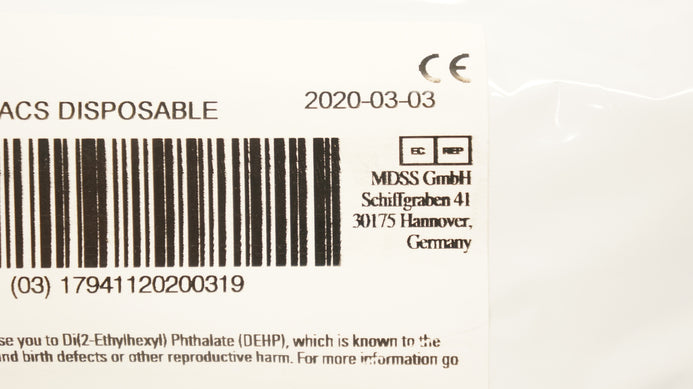 CE
ACS DISPOSABLE
2020-03-03
EC REP
MDSS GmbH
Schiffgraben 41
30175 Hannover,
Germany
(03) 17941120200319
se you to Di(2-Ethylhexyl) Phthalate (DEHP), which is known to the
nd birth defects or other reproductive harm. For more information go